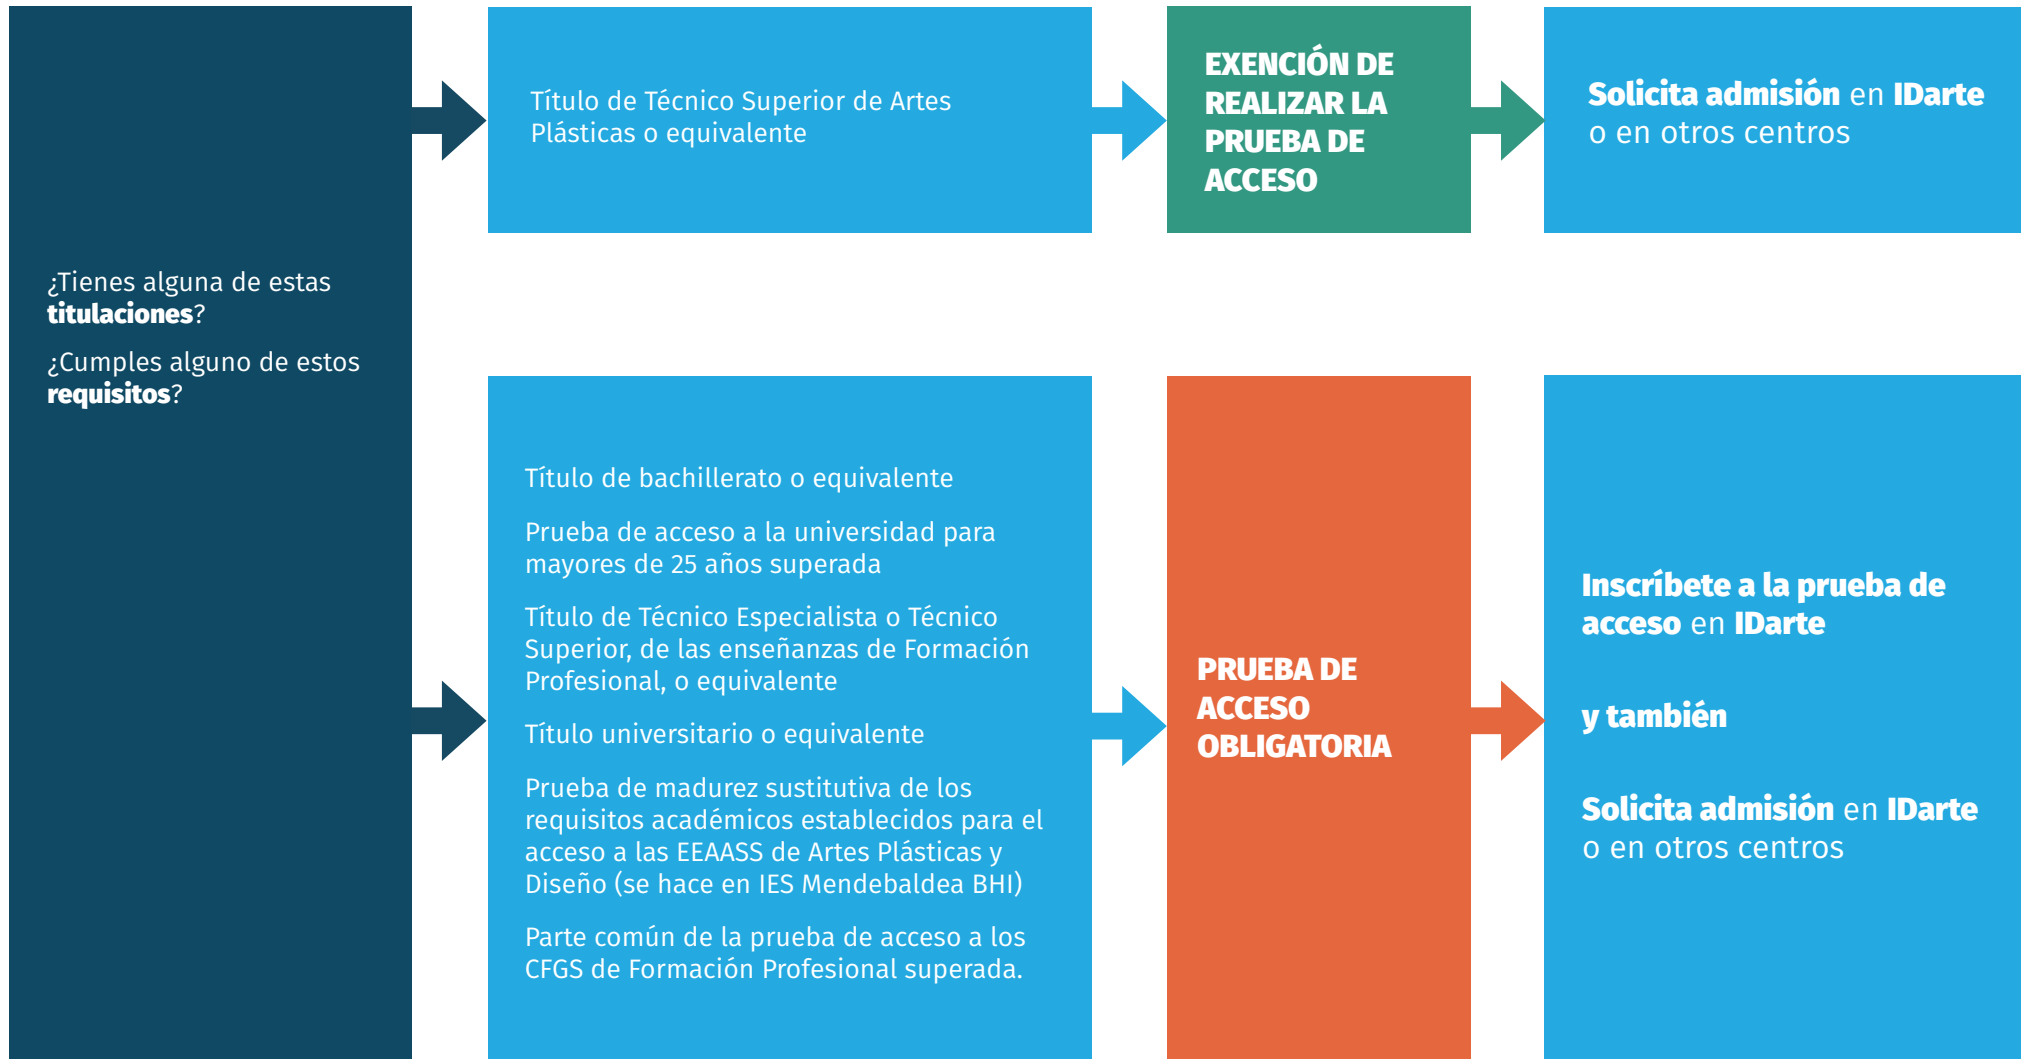 ¿Tienes alguna de estas
titulaciones?
¿Cumples alguno de estos
requisitos?
Título de Técnico Superior de Artes
Plásticas o equivalente
EXENCIÓN DE
REALIZAR LA
PRUEBA DE
ACCESO
Solicita admisión en IDarte
o en otros centros
Título de bachillerato o equivalente
Prueba de acceso a la universidad para
mayores de 25 años superada
Título de Técnico Especialista o Técnico
Superior, de las enseñanzas de Formación
Profesional, o equivalente
Título universitario o equivalente
Prueba de madurez sustitutiva de los
requisitos académicos establecidos para el
acceso a las EEAASS de Artes Plásticas y
Diseño (se hace en IES Mendebaldea BHI)
Parte común de la prueba de acceso a los
CFGS de Formación Profesional superada.
PRUEBA DE
ACCESO
OBLIGATORIA
Inscríbete a la prueba de
acceso en IDarte
y también
Solicita admisión en IDarte
o en otros centros